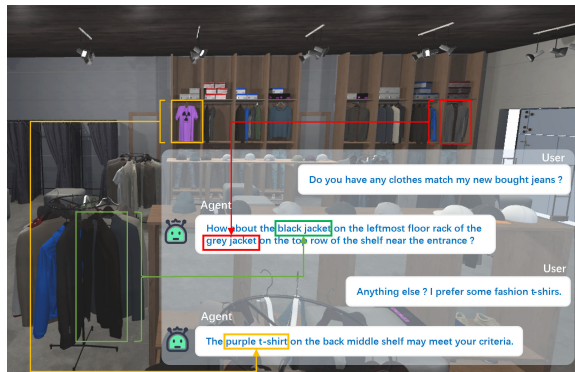 User
Do you have any clothes match my new bought jeans ?
Agent
How about the black jacket on the leftmost floor rack of the
grey jacket on the top row of the shelf near the entrance ?
User
Anything else ? I prefer some fashion t-shirs.
Agent
The purple t-shirt on the back middle shelf may meet your criteria.